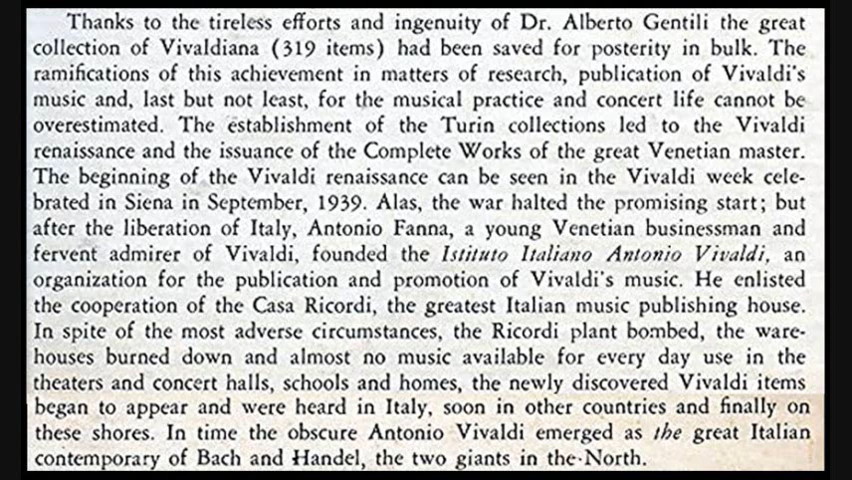 Thanks to the tireless efforts and ingenuity of Dr. Alberto Gentili the great
collection of Vivaldiana (319 items) had been saved for posterity in bulk. The
ramifications of this achievement in matters of research, publication of Vivaldi's
music and, last but not least, for the musical practice and concert life cannot be
overestimated. The establishment of the Turin collections led to the Vivaldi
renaissance and the issuance of the Complete Works of the great Venetian master.
The beginning of the Vivaldi renaissance can be seen in the Vivaldi week cele-
brated in Siena in September, 1939. Alas, the war halted the promising start; but
after the liberation of Italy, Antonio Fanna, a young Venetian businessman and
fervent admirer of Vivaldi, founded the Istituto Italiano Antonio Vivaldi, an
organization for the publication and promotion of Vivaldi's music. He enlisted
the cooperation of the Casa Ricordi, the greatest Italian music publishing house.
In spite of the most adverse circumstances, the Ricordi plant bombed, the ware-
houses burned down and almost no music available for every day use in the
theaters and concert halls, schools and homes, the newly discovered Vivaldi items
began to appear and were heard in Italy, soon in other countries and finally on
these shores. In time the obscure Antonio Vivaldi emerged as the great Italian
contemporary of Bach and Handel, the two giants in the North.